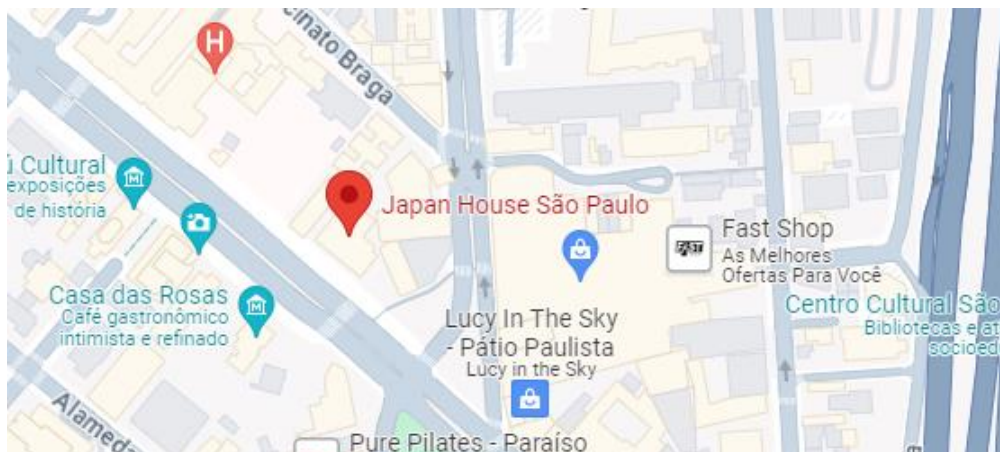 cinato Braga
H
ú Cultural
exposições
de história
Japan House São Paulo
Fast Shop
As Melhores
Ofertas Para Você
FAST
Casa das Rosas
Café gastronômico
intimista e refinado
Lucy In The Sky
- Pátio Paulista
Lucy in the Sky
Centro Cultural São
Bibliotecas e at
socioed
Alameda
Pure Pilates - Paraíso